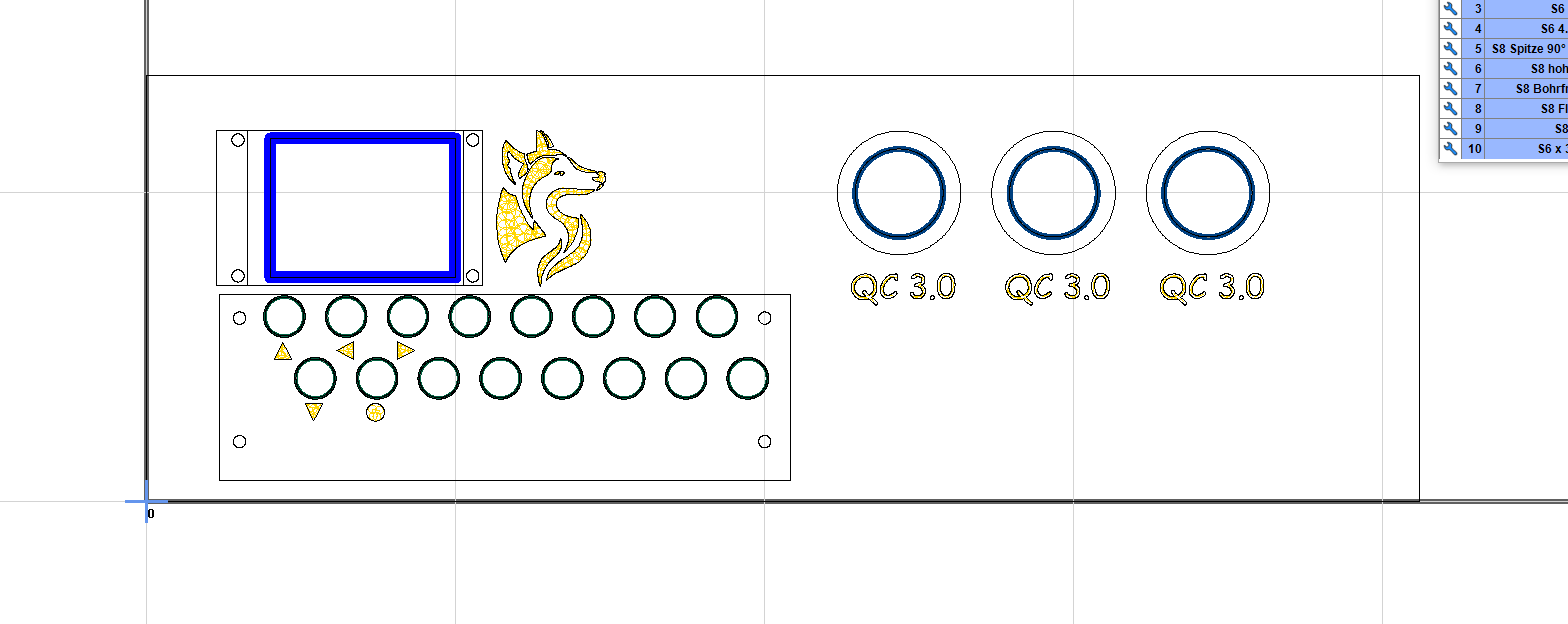 3 S6
4 S6 4.
5 S8 Spitze 90°
6 S8 hoh
7 S8 Bohrfr
8 S8 Fl
9 S8
10 S6 x 3
QC 3.0 QC 3.0 QC 3.0
0